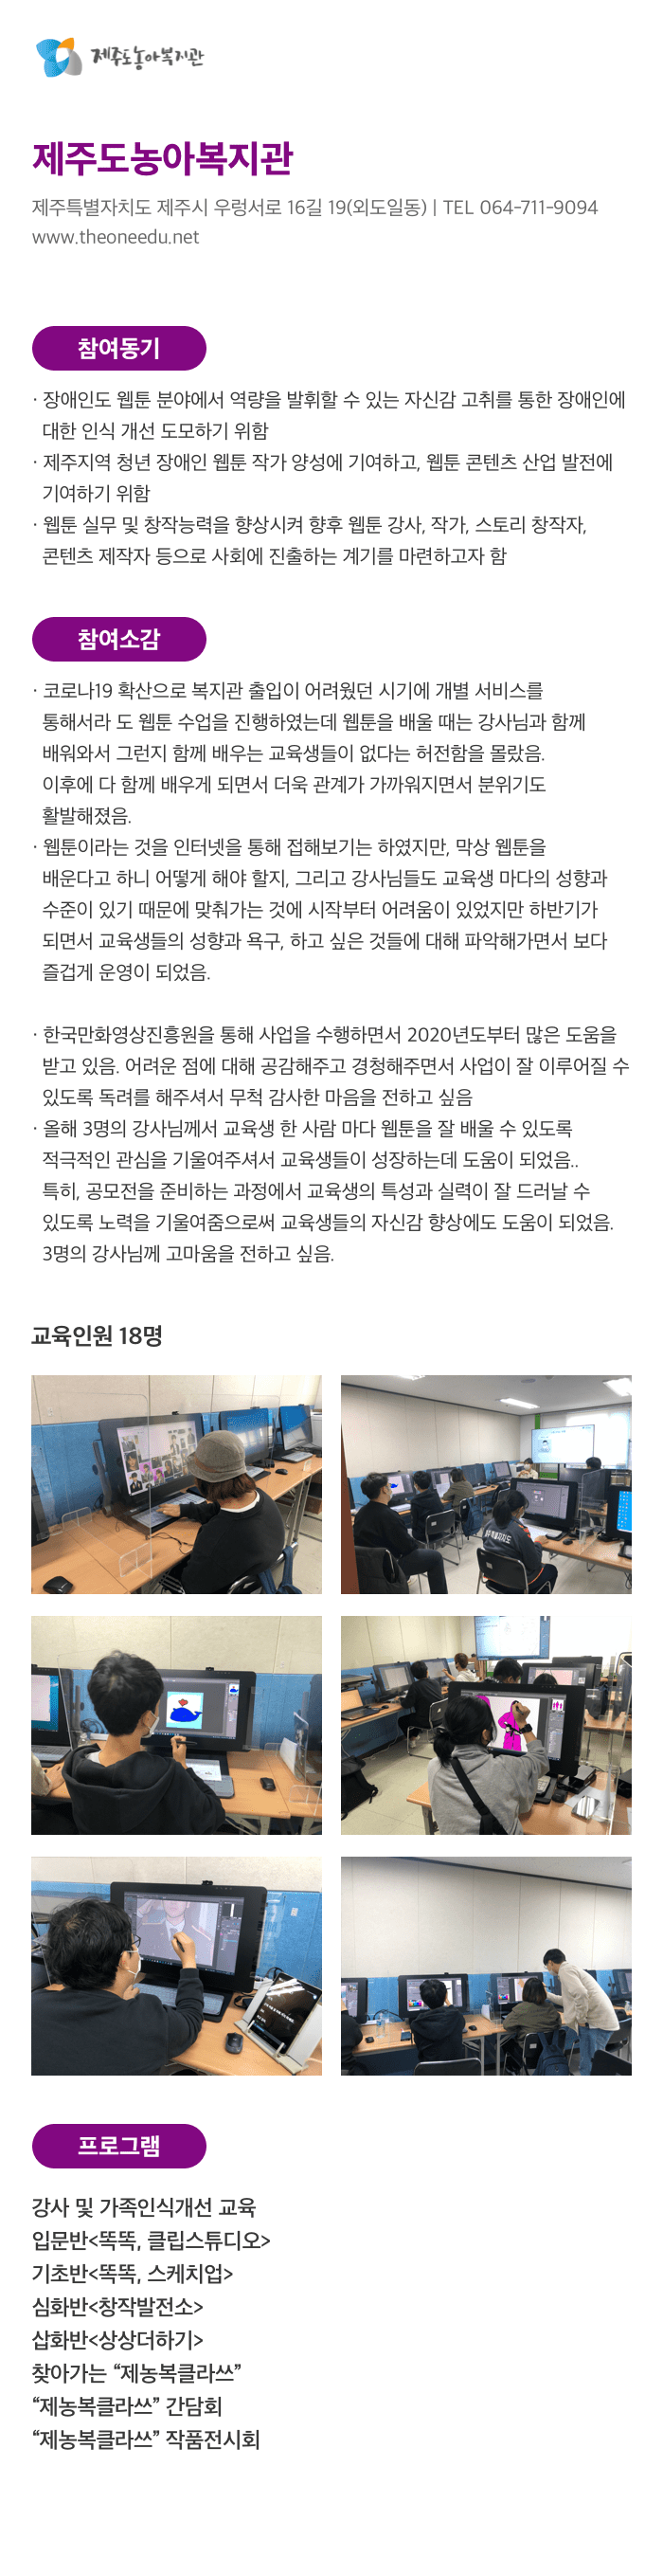 제주도농아복지관
제주도농아복지관
제주특별자치도 제주시 우렁서로 16길 19(외도일동) | TEL 064-711-9094
www.theoneedu.net
참여동기
· 장애인도 웹툰 분야에서 역량을 발휘할 수 있는 자신감 고취를 통한 장애인에
대한 인식 개선 도모하기 위함
· 제주지역 청년 장애인 웹툰 작가 양성에 기여하고, 웹툰 콘텐츠 산업 발전에
기여하기 위함
· 웹툰 실무 및 창작능력을 향상시켜 향후 웹툰 강사, 작가, 스토리 창작자,
콘텐츠 제작자 등으로 사회에 진출하는 계기를 마련하고자 함
참여소감
· 코로나19 확산으로 복지관 출입이 어려웠던 시기에 개별 서비스를
통해서라 도 웹툰 수업을 진행하였는데 웹툰을 배울 때는 강사님과 함께
배워와서 그런지 함께 배우는 교육생들이 없다는 허전함을 몰랐음.
이후에 다 함께 배우게 되면서 더욱 관계가 가까워지면서 분위기도
활발해졌음.
· 웹툰이라는 것을 인터넷을 통해 접해보기는 하였지만, 막상 웹툰을
배운다고 하니 어떻게 해야 할지, 그리고 강사님들도 교육생 마다의 성향과
수준이 있기 때문에 맞춰가는 것에 시작부터 어려움이 있었지만 하반기가
되면서 교육생들의 성향과 욕구, 하고 싶은 것들에 대해 파악해가면서 보다
즐겁게 운영이 되었음.
· 한국만화영상진흥원을 통해 사업을 수행하면서 2020년도부터 많은 도움을
받고 있음. 어려운 점에 대해 공감해주고 경청해주면서 사업이 잘 이루어질 수
있도록 독려를 해주셔서 무척 감사한 마음을 전하고 싶음
· 올해 3명의 강사님께서 교육생 한 사람 마다 웹툰을 잘 배울 수 있도록
적극적인 관심을 기울여주셔서 교육생들이 성장하는데 도움이 되었음..
특히, 공모전을 준비하는 과정에서 교육생의 특성과 실력이 잘 드러날 수
있도록 노력을 기울여줌으로써 교육생들의 자신감 향상에도 도움이 되었음.
3명의 강사님께 고마움을 전하고 싶음.
교육인원 18명
프로그램
강사 및 가족인식개선 교육
입문반<똑똑, 클립스튜디오>
기초반<똑똑, 스케치업>
심화반<창작발전소>
삽화반<상상더하기>
찾아가는 “제농복클라쓰”
“제농복클라쓰” 간담회
“제농복클라쓰” 작품전시회